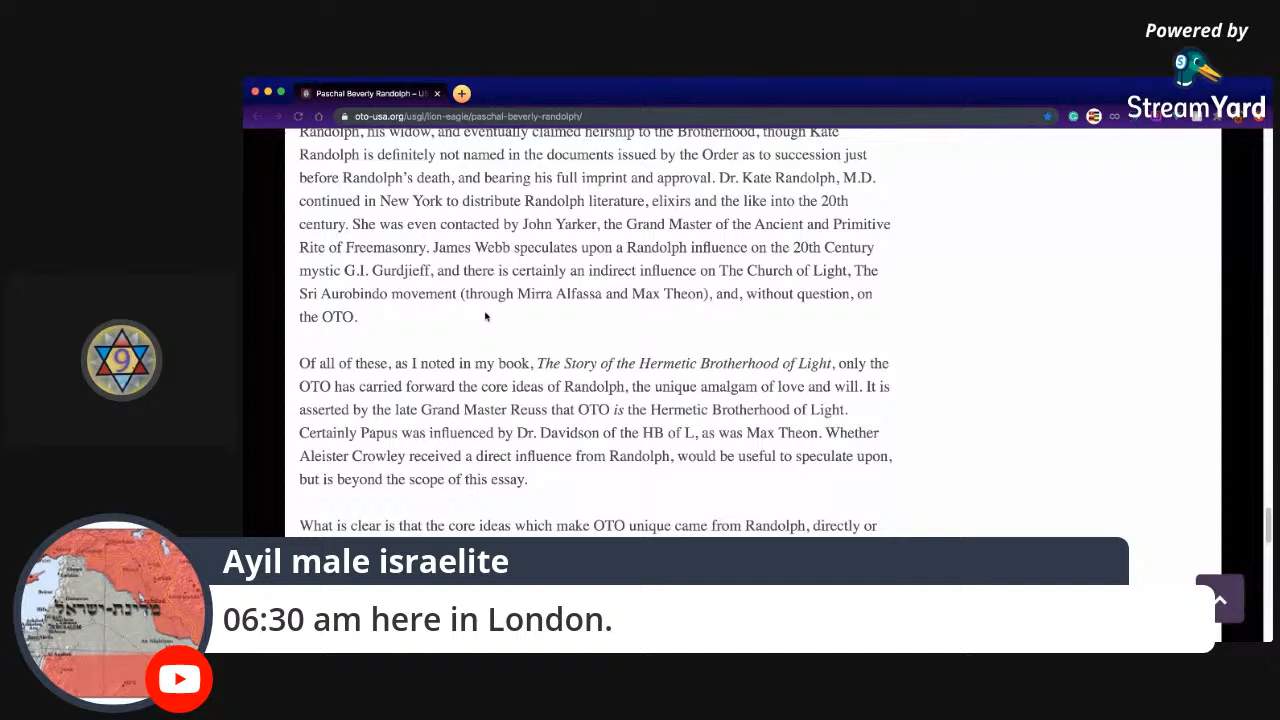 Powered by
StreamYard
Paschal Beverly Randolph – US
oto-usa.org/usgl/lion-eagle/paschal-beverly-randolph/
Randolph, his widow, and eventually claimed heirship to the Brotherhood, though Kate
Randolph is definitely not named in the documents issued by the Order as to succession just
before Randolph's death, and bearing his full imprint and approval. Dr. Kate Randolph, M.D.
continued in New York to distribute Randolph literature, elixirs and the like into the 20th
century. She was even contacted by John Yarker, the Grand Master of the Ancient and Primitive
Rite of Freemasonry. James Webb speculates upon a Randolph influence on the 20th Century
mystic G.I. Gurdjieff, and there is certainly an indirect influence on The Church of Light, The
Sri Aurobindo movement (through Mirra Alfassa and Max Theon), and, without question, on
the OTO.
Of all of these, as I noted in my book, The Story of the Hermetic Brotherhood of Light, only the
OTO has carried forward the core ideas of Randolph, the unique amalgam of love and will. It is
asserted by the late Grand Master Reuss that OTO is the Hermetic Brotherhood of Light.
Certainly Papus was influenced by Dr. Davidson of the HB of L, as was Max Theon. Whether
Aleister Crowley received a direct influence from Randolph, would be useful to speculate upon,
but is beyond the scope of this essay.
What is clear is that the core ideas which make OTO unique came from Randolph, directly or
9
Ayil male israelite
06:30 am here in London.
מדינת-ישראל